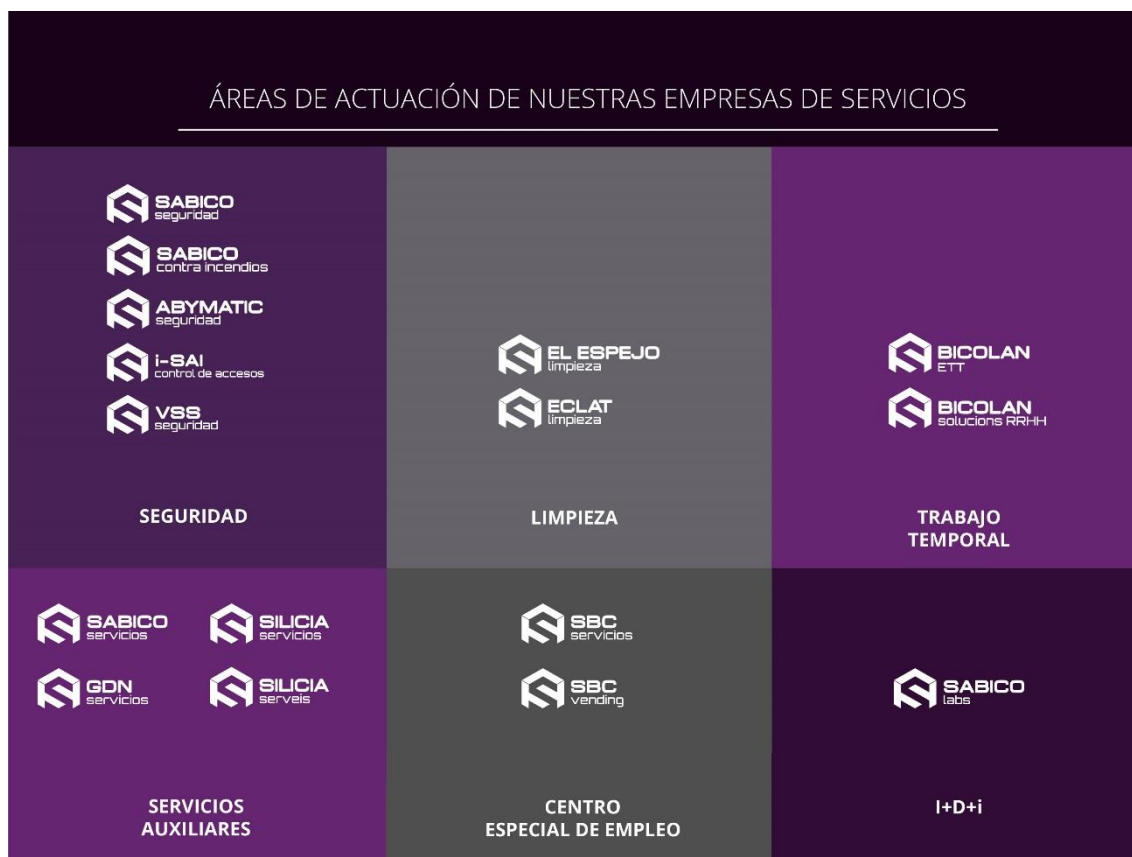 ÁREAS DE ACTUACIÓN DE NUESTRAS EMPRESAS DE SERVICIOS
SABICO
seguridad
SABICO
contra incendios
ABYMATIC
seguridad
i-SAI
control de accesos
VSS
seguridad
SEGURIDAD
EL ESPEJO
limpieza
ECLAT
limpieza
LIMPIEZA
BICOLAN
ETT
BICOLAN
solucions RRHH
TRABAJO
TEMPORAL
SABICO
servicios
SILICIA
servicios
GDN
servicios
SILICIA
serveis
SERVICIOS
AUXILIARES
SBC
servicios
SBC
vending
CENTRO
ESPECIAL DE EMPLEO
SABICO
labs
I+D+i